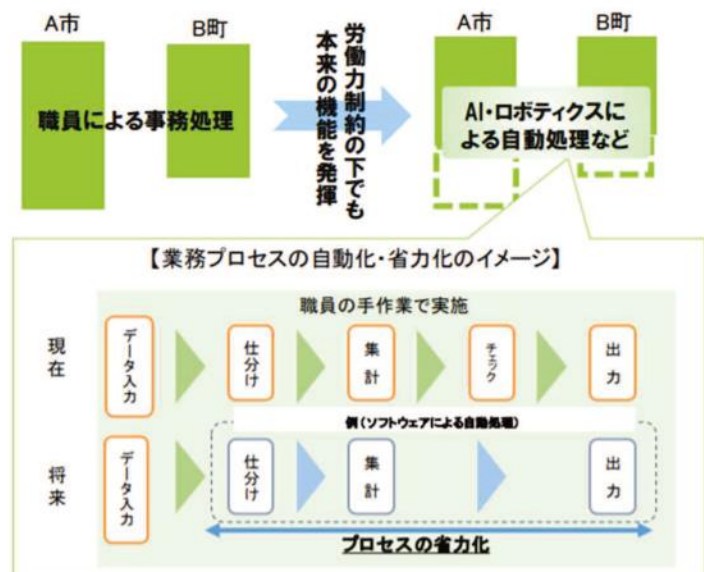 A市
B町
職員による事務処理
労働力制約の下でも
本来の機能を発揮
A市
B町
AI・ロボティクスに
よる自動処理など
【業務プロセスの自動化・省力化のイメージ】
職員の手作業で実施
現在
データ入力
仕分け
集計
チェック
出力
例(ソフトウェアによる自動処理)
将来
データ入力
仕分け
集計
出力
プロセスの省力化